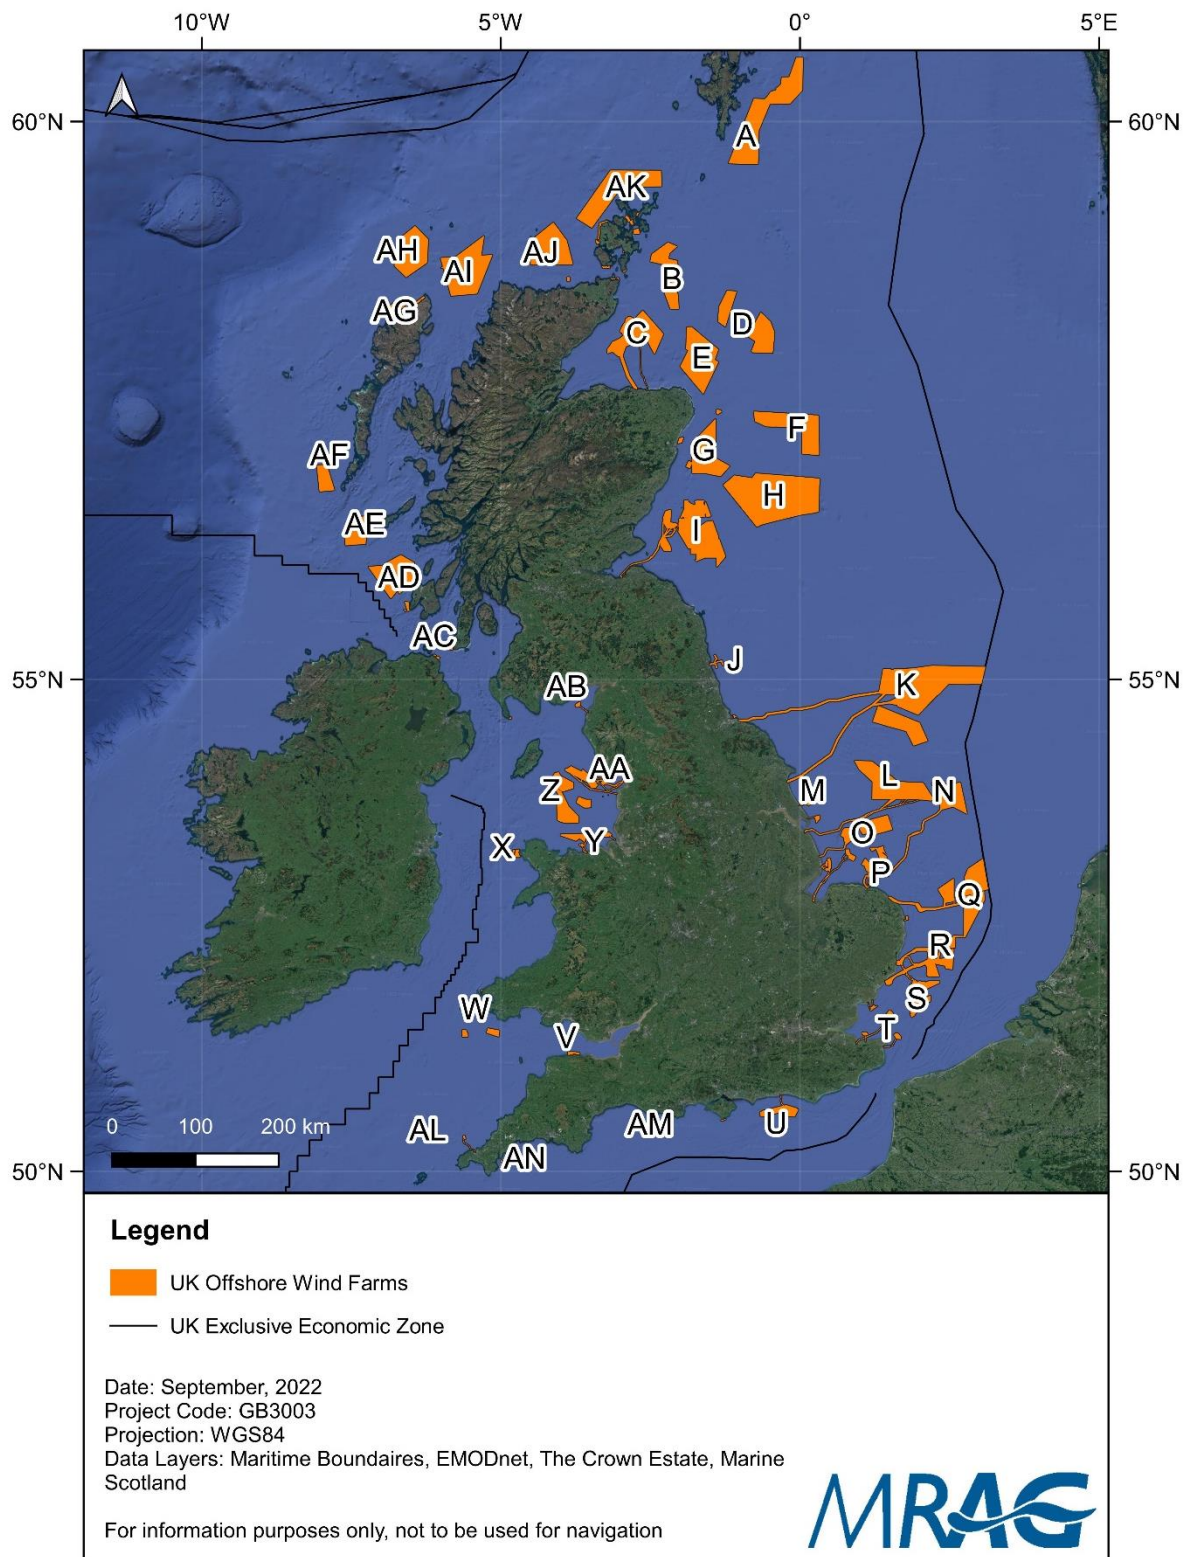 10°W 5°W 0° 5°E
60°N A 60°N
AK
AH AJ
AI B
AG
C D
E
F
AF G
H
AE I
AD
AC
J
55°N AB K 55°N
AA L
Z M N
O
X Y
P
Q
R
W S
V T
0 100 200 km AL AM U
AN
50°N 50°N
Legend
UK Offshore Wind Farms
UK Exclusive Economic Zone
Date: September, 2022
Project Code: GB3003
Projection: WGS84
Data Layers: Maritime Boundaires, EMODnet, The Crown Estate, Marine
Scotland
For information purposes only, not to be used for navigation
MRAG